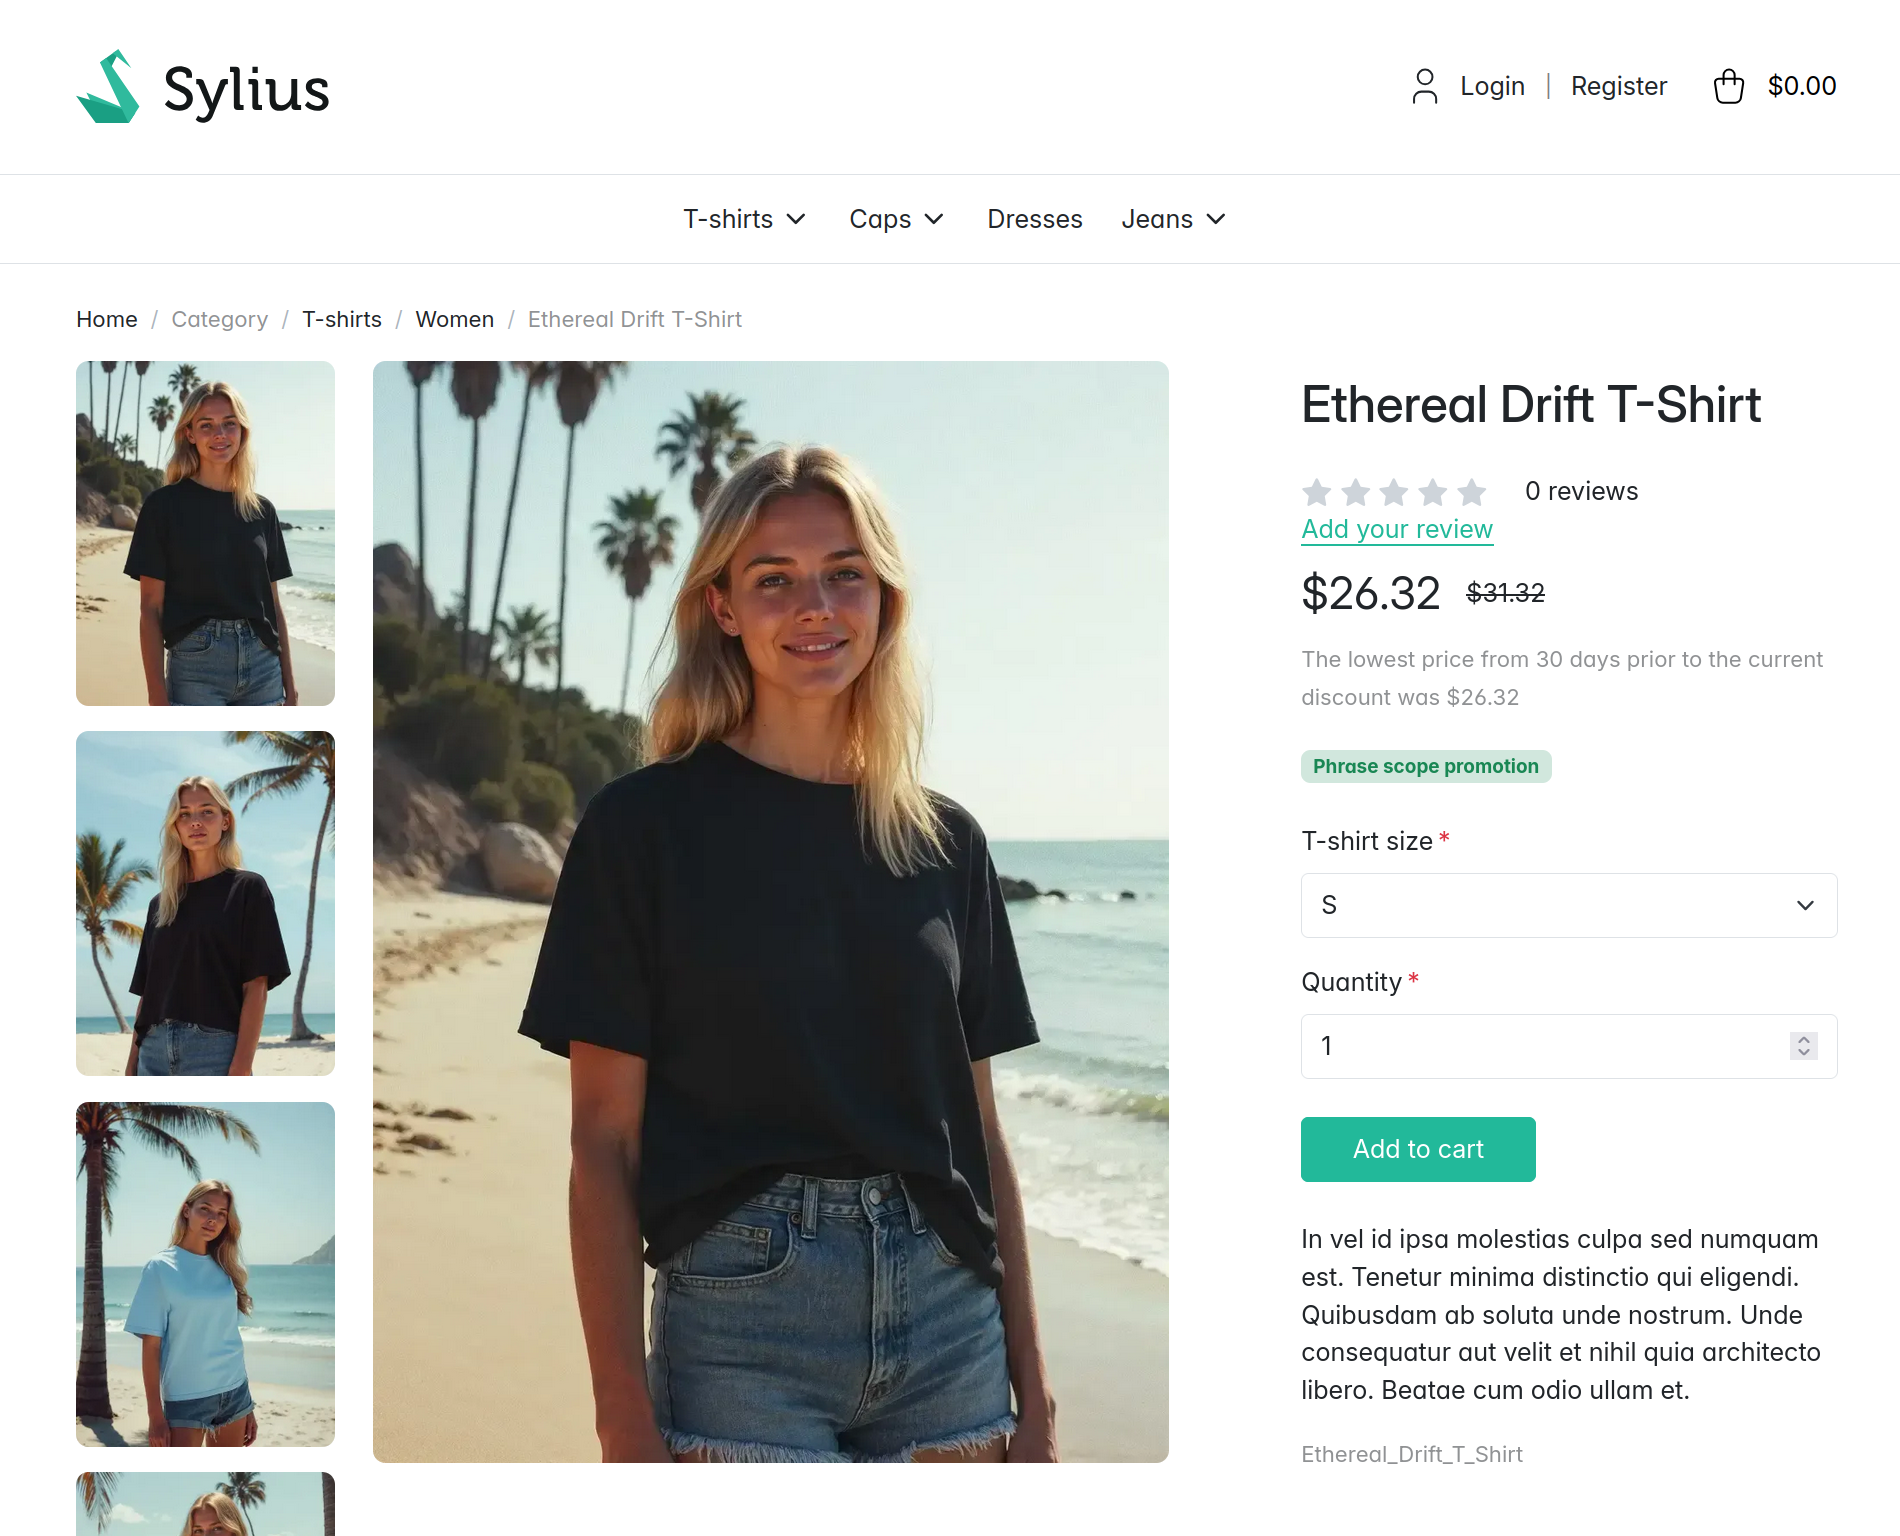 Sylius
Login | Register
$0.00
T-shirts
Caps
Dresses
Jeans
Home / Category / T-shirts / Women / Ethereal Drift T-Shirt
Ethereal Drift T-Shirt
0 reviews
Add your review
$26.32 $31.32
The lowest price from 30 days prior to the current
discount was $26.32
Phrase scope promotion
T-shirt size *
S
Quantity *
1
Add to cart
In vel id ipsa molestias culpa sed numquam
est. Tenetur minima distinctio qui eligendi.
Quibusdam ab soluta unde nostrum. Unde
consequatur aut velit et nihil quia architecto
libero. Beatae cum odio ullam et.
Ethereal_Drift_T_Shirt